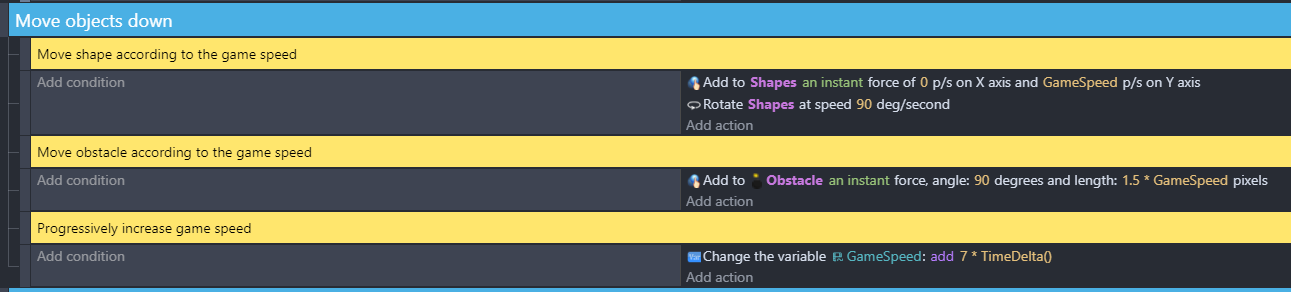 Move objects down
Move shape according to the game speed
Add condition
Add to Shapes an instant force of 0 p/s on X axis and GameSpeed p/s on Y axis
Rotate Shapes at speed 90 deg/second
Add action
Move obstacle according to the game speed
Add condition
Add to Obstacle an instant force, angle: 90 degrees and length: 1.5 * GameSpeed pixels
Add action
Progressively increase game speed
Add condition
Var Change the variable GameSpeed: add 7 * TimeDelta()
Add action